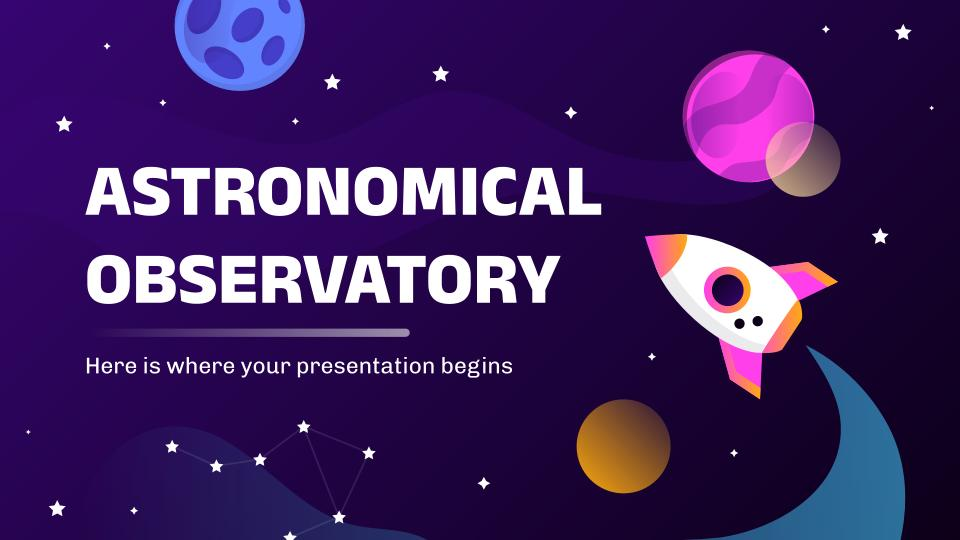 ASTRONOMICAL
OBSERVATORY
Here is where your presentation begins